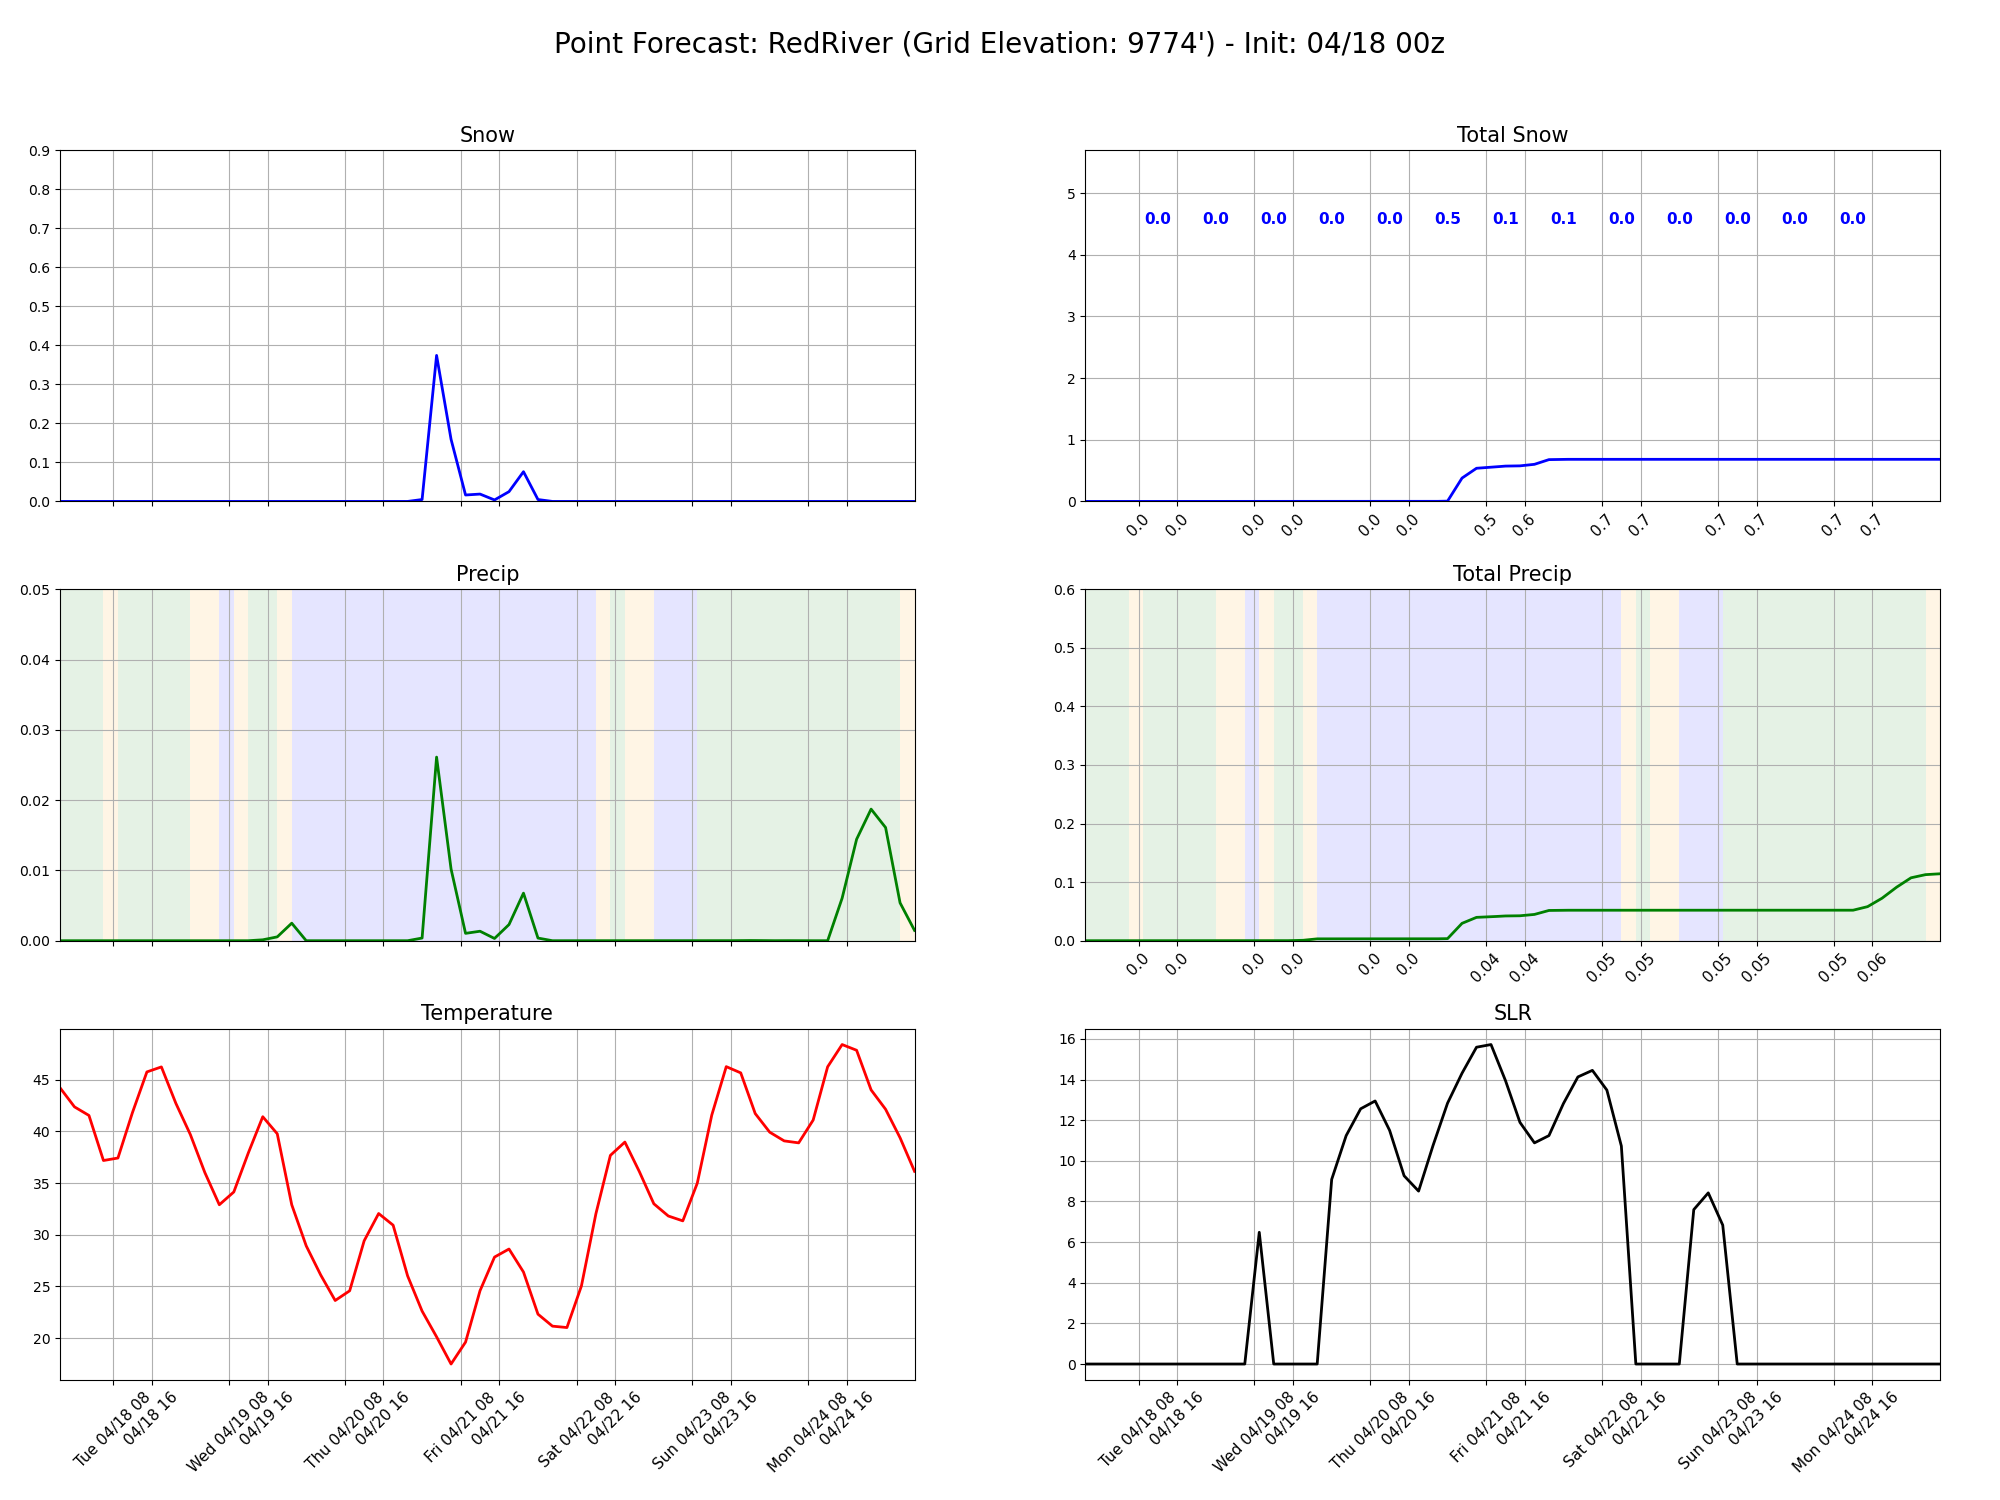 Point Forecast: RedRiver (Grid Elevation: 9774') - Init: 04/18 00z
Snow
0.9
0.8
0.7
0.6
0.5
0.4
0.3
0.2
0.1
0.0
Total Snow
5
4
3
2
1
0
0.0 0.0 0.0 0.0 0.0 0.5 0.1 0.1 0.0 0.0 0.0 0.0 0.0
0.0 0.0 0.0 0.0 0.0 0.0 0.5 0.6 0.7 0.7 0.7 0.7 0.7 0.7
Precip
0.05
0.04
0.03
0.02
0.01
0.00
Total Precip
0.6
0.5
0.4
0.3
0.2
0.1
0.0
0.0 0.0 0.0 0.0 0.0 0.0 0.04 0.04 0.05 0.05 0.05 0.05 0.05 0.06
Temperature
45
40
35
30
25
20
Tue 04/18 08
04/18 16
Wed 04/19 08
04/19 16
Thu 04/20 08
04/20 16
Fri 04/21 08
04/21 16
Sat 04/22 08
04/22 16
Sun 04/23 08
04/23 16
Mon 04/24 08
04/24 16
SLR
16
14
12
10
8
6
4
2
0
Tue 04/18 08
04/18 16
Wed 04/19 08
04/19 16
Thu 04/20 08
04/20 16
Fri 04/21 08
04/21 16
Sat 04/22 08
04/22 16
Sun 04/23 08
04/23 16
Mon 04/24 08
04/24 16